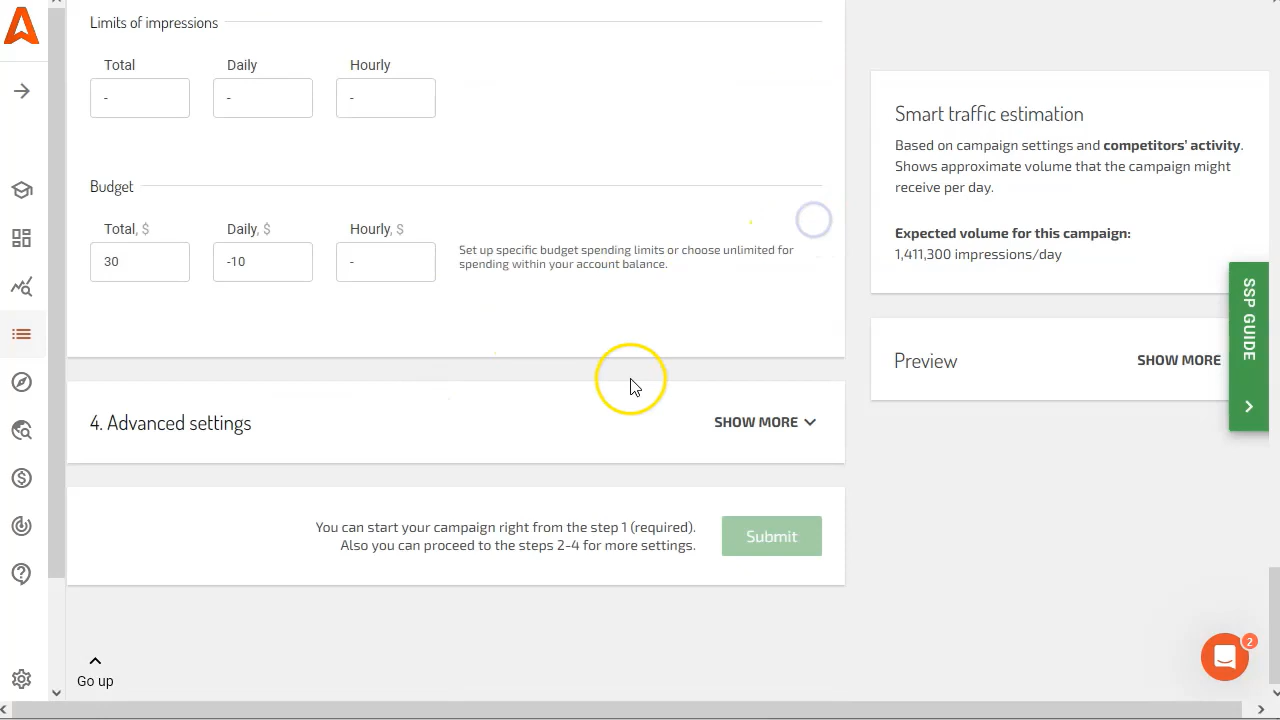 Limits of impressions
Total
Daily
Hourly
-
-
-
Budget
Total, $
Daily, $
Hourly, $
30
-10
-
Set up specific budget spending limits or choose unlimited for
spending within your account balance.
4. Advanced settings
SHOW MORE
You can start your campaign right from the step 1 (required).
Also you can proceed to the steps 2-4 for more settings.
Submit
Go up
Smart traffic estimation
Based on campaign settings and competitors' activity.
Shows approximate volume that the campaign might
receive per day.
Expected volume for this campaign:
1,411,300 impressions/day
Preview
SHOW MORE
SSP GUIDE
2